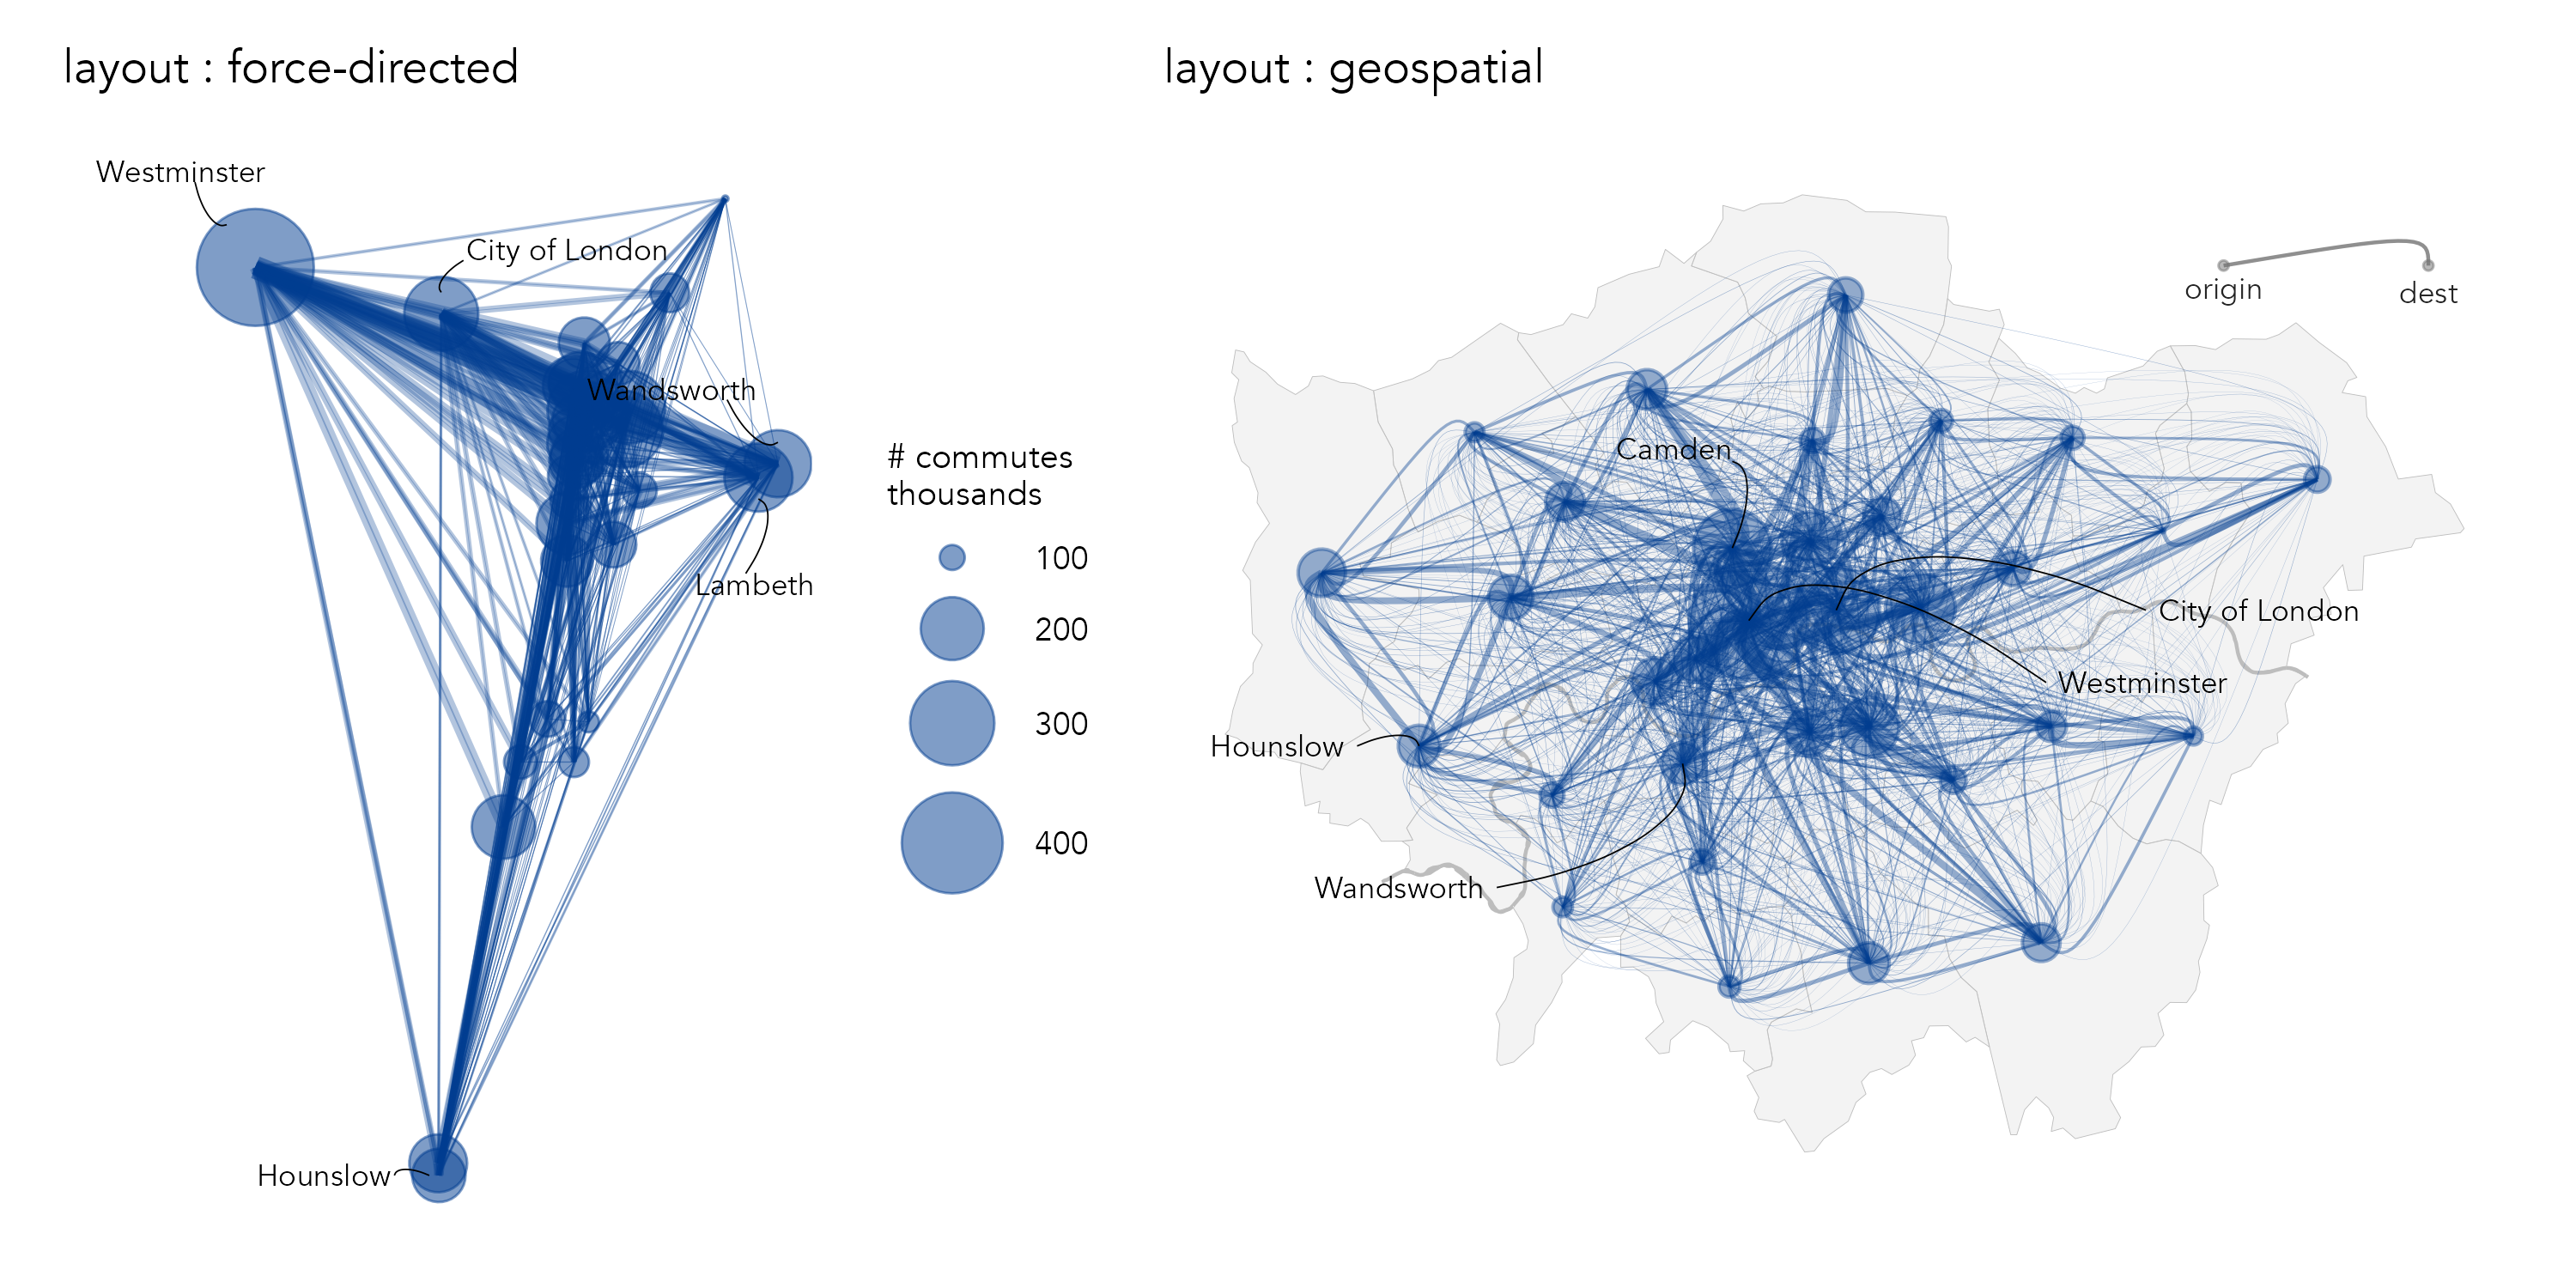 layout : force-directed
Westminster
City of London
Wandsworth
Lambeth
Hounslow
# commutes
thousands
100
200
300
400
layout : geospatial
origin
dest
Camden
City of London
Westminster
Hounslow
Wandsworth